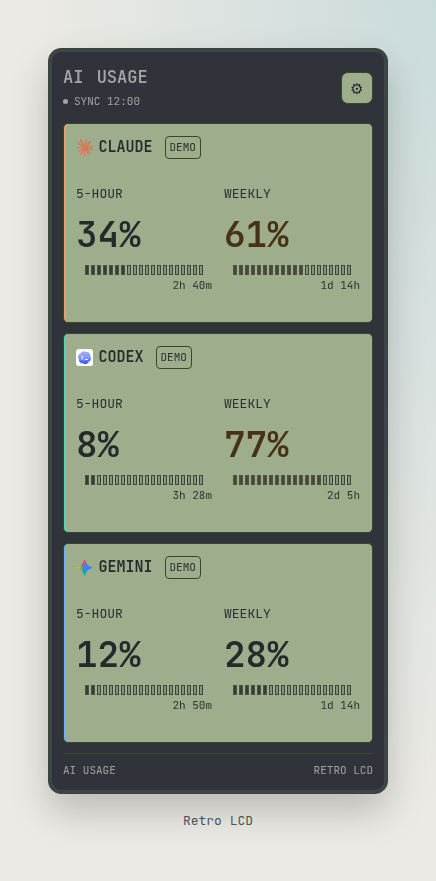 AI USAGE
SYNC 12:00
CLAUDE DEMO
5-HOUR WEEKLY
34% 61%
2h 40m 1d 14h
CODEX DEMO
5-HOUR WEEKLY
8% 77%
3h 28m 2d 5h
GEMINI DEMO
5-HOUR WEEKLY
12% 28%
2h 50m 1d 14h
AI USAGE RETRO LCD
Retro LCD